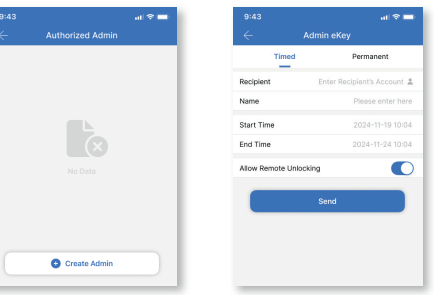 9:43
Authorized Admin
No Data
Create Admin
9:43
Admin eKey
Timed Permanent
Recipient Enter Recipient's Account
Name Please enter here
Start Time 2024-11-19 10:04
End Time 2024-11-24 10:04
Allow Remote Unlocking
Send